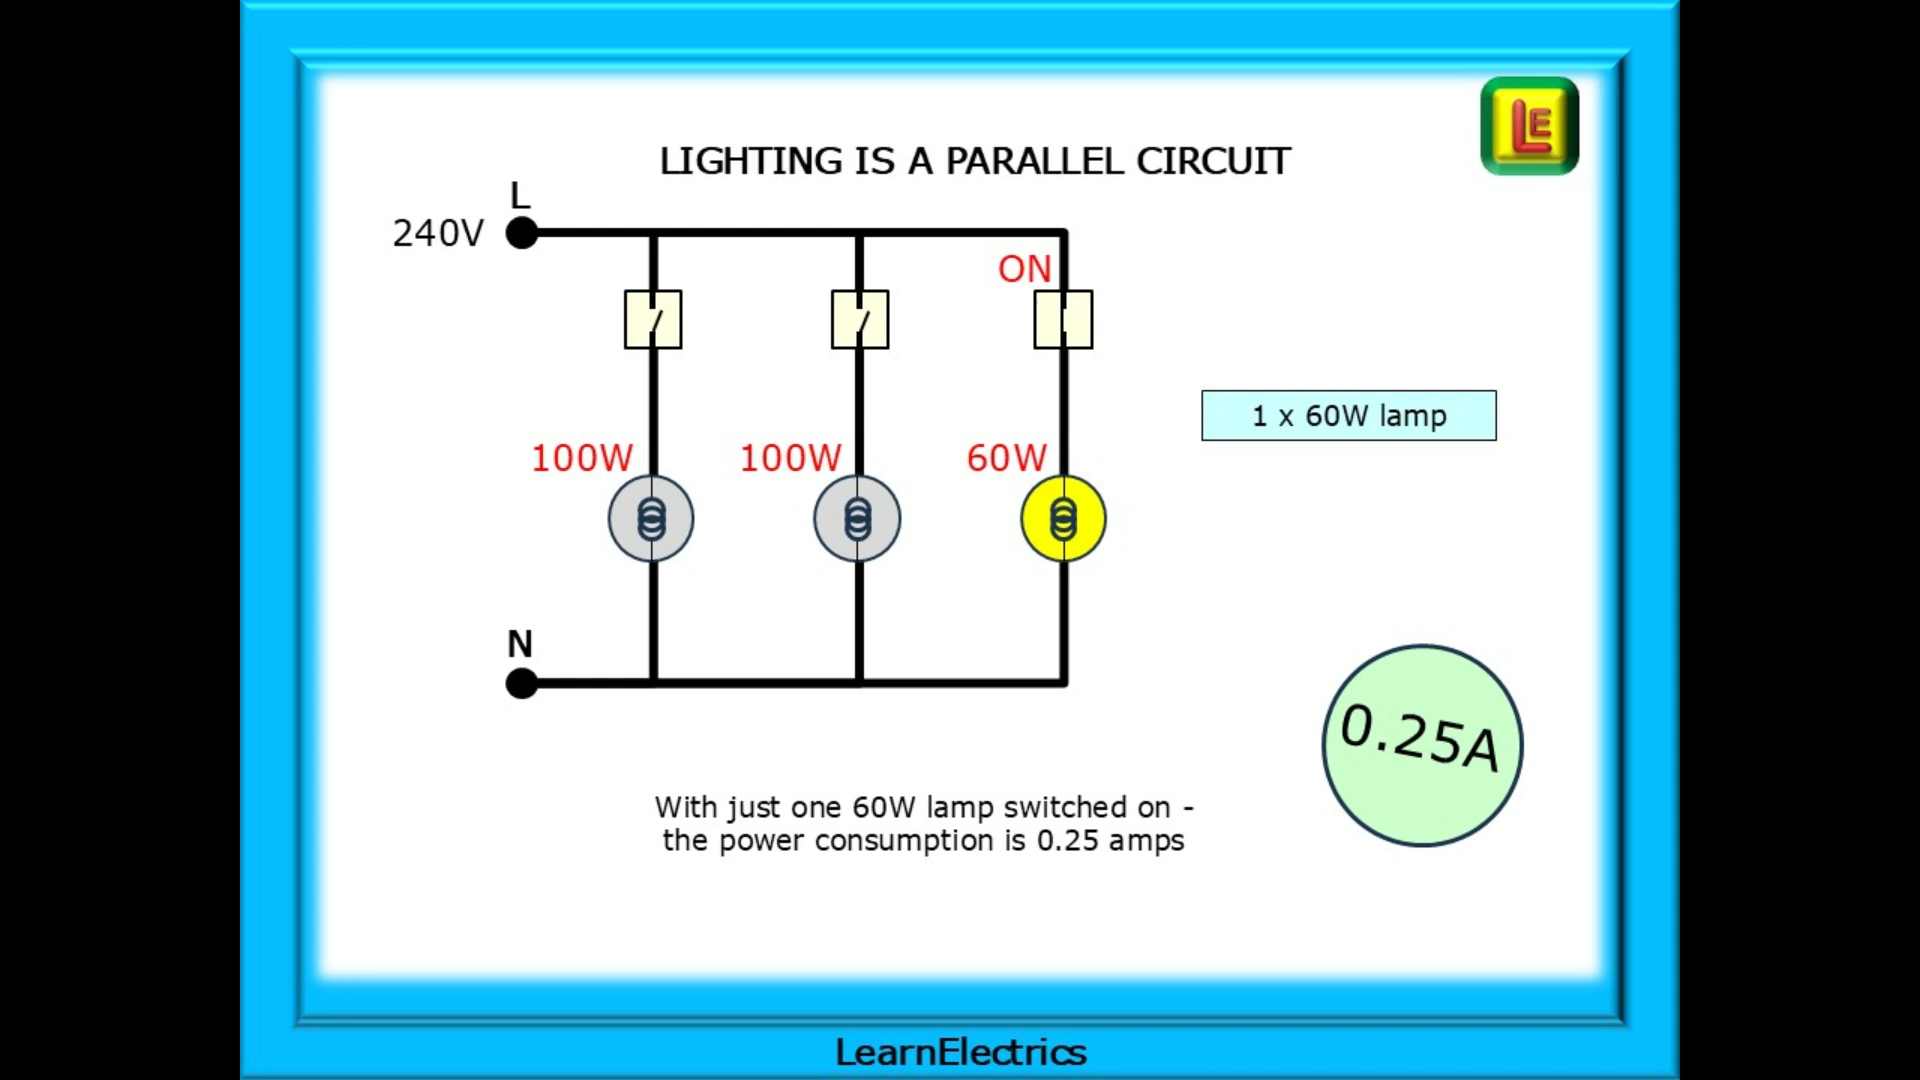 LE
LIGHTING IS A PARALLEL CIRCUIT
L
240V
ON
1 x 60W lamp
100W 100W 60W
N
0.25A
With just one 60W lamp switched on -
the power consumption is 0.25 amps
LearnElectrics